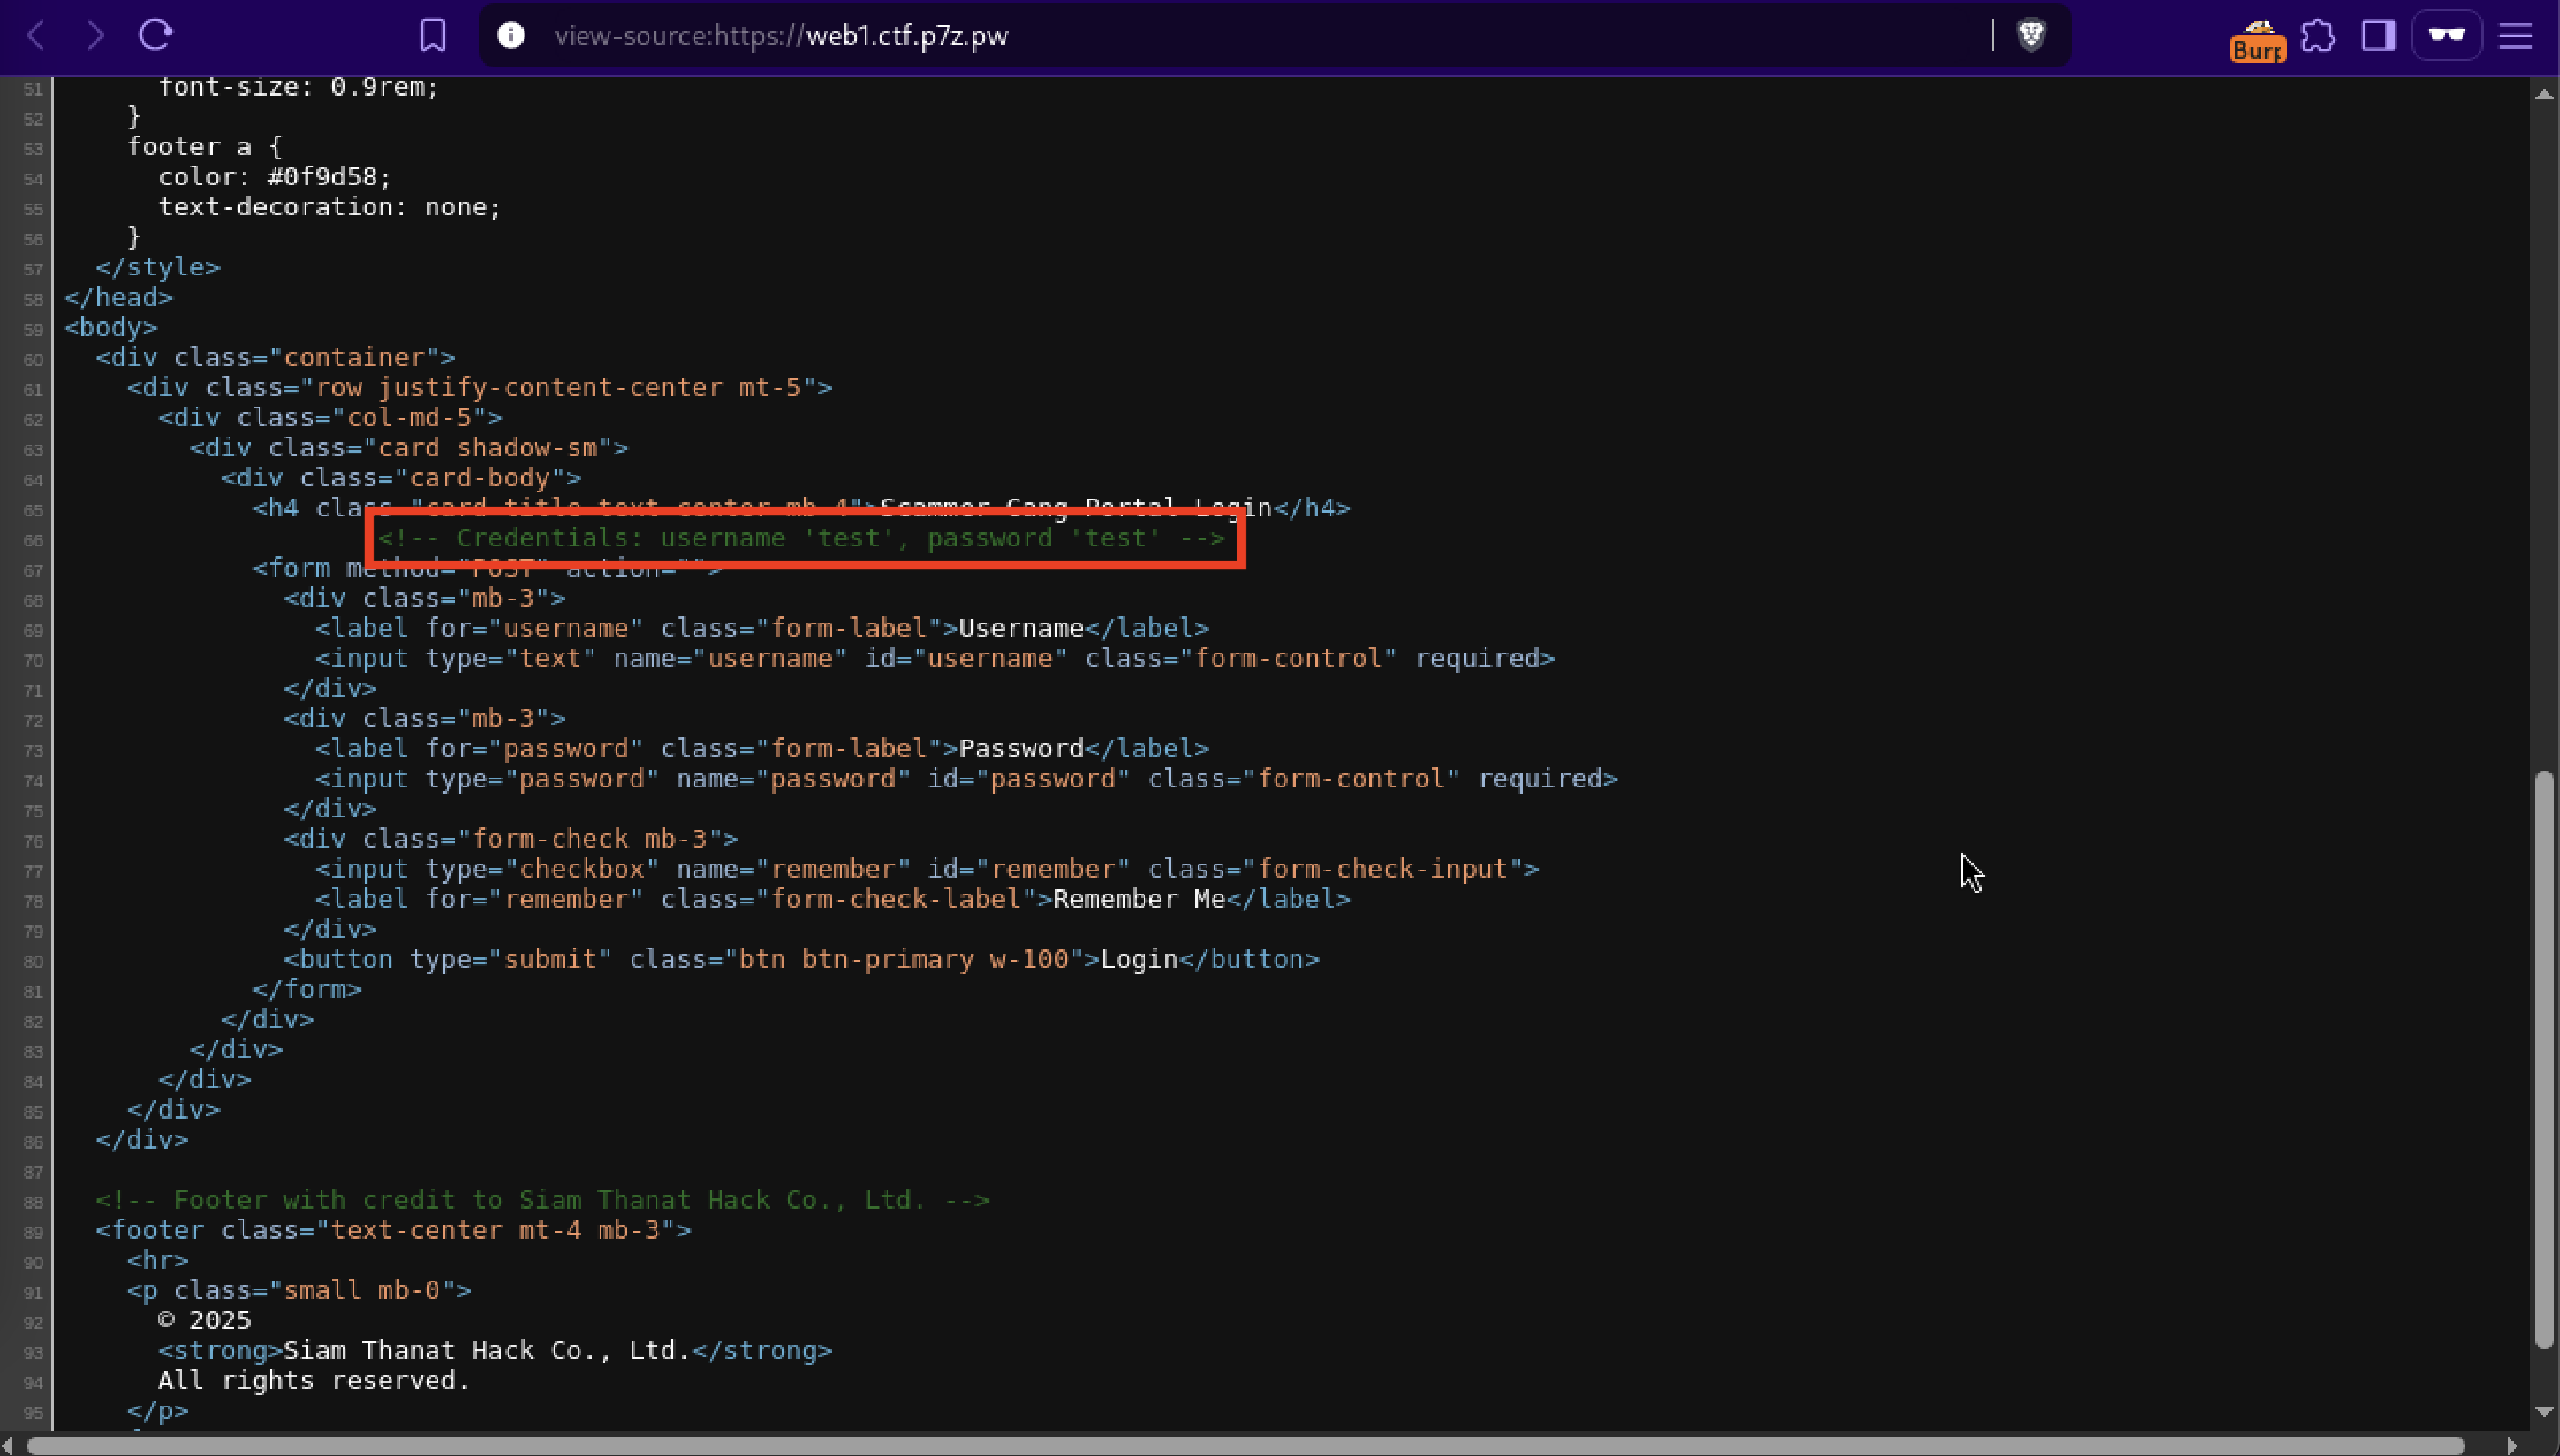 view-source:https://web1.ctf.p7z.pw
Burp
51 font-size: 0.9rem;
52 }
53 footer a {
54 color: #0f9d58;
55 text-decoration: none;
56 }
57 </style>
58 </head>
59 <body>
60 <div class="container">
61 <div class="row justify-content-center mt-5">
62 <div class="col-md-5">
63 <div class="card shadow-sm">
64 <div class="card-body">
65 <h4 class="card-title text-center mb-4">Scammer Gang Portal Login</h4>
66 <!-- Credentials: username 'test', password 'test' -->
67 <form method="POST" action="">
68 <div class="mb-3">
69 <label for="username" class="form-label">Username</label>
70 <input type="text" name="username" id="username" class="form-control" required>
71 </div>
72 <div class="mb-3">
73 <label for="password" class="form-label">Password</label>
74 <input type="password" name="password" id="password" class="form-control" required>
75 </div>
76 <div class="form-check mb-3">
77 <input type="checkbox" name="remember" id="remember" class="form-check-input">
78 <label for="remember" class="form-check-label">Remember Me</label>
79 </div>
80 <button type="submit" class="btn btn-primary w-100">Login</button>
81 </form>
82 </div>
83 </div>
84 </div>
85 </div>
86 </div>
87
88 <!-- Footer with credit to Siam Thanat Hack Co., Ltd. -->
89 <footer class="text-center mt-4 mb-3">
90 <hr>
91 <p class="small mb-0">
92 © 2025
93 <strong>Siam Thanat Hack Co., Ltd.</strong>
94 All rights reserved.
95 </p>